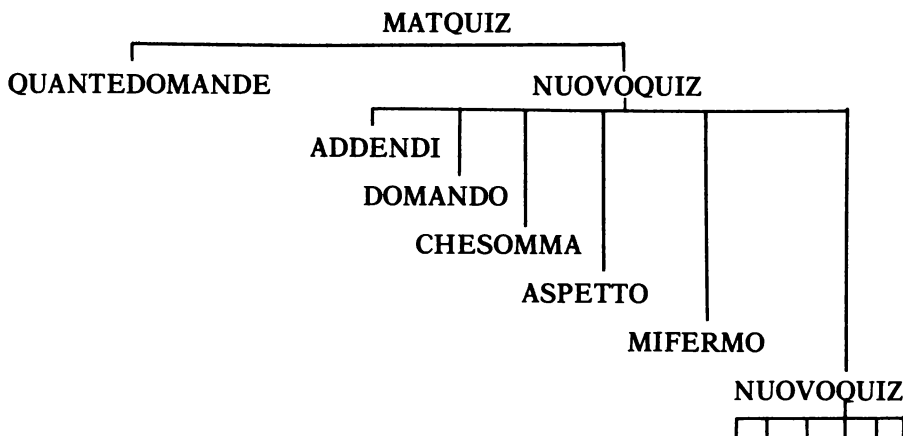 MATQUIZ
QUANTEDOMANDE NUOVOQUIZ
ADDENDI
DOMANDO
CHESOMMA
ASPETTO
MIFERMO
NUOVOQUIZ